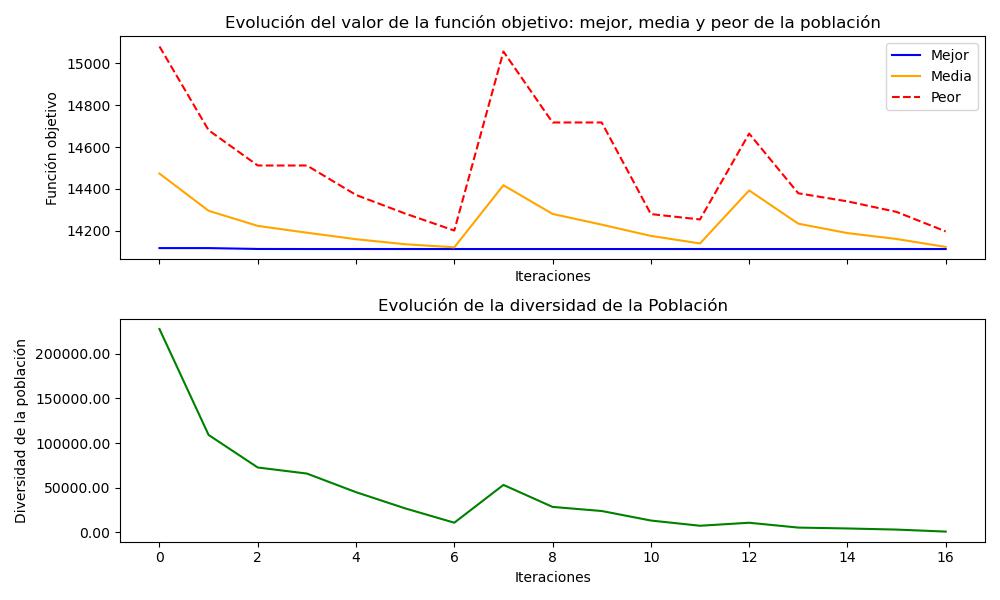 Evolución del valor de la función objetivo: mejor, media y peor de la población
Función objetivo
15000
14800
14600
14400
14200
Mejor
Media
Peor
Iteraciones
Evolución de la diversidad de la Población
Diversidad de la población
200000.00
150000.00
100000.00
50000.00
0.00
0 2 4 6 8 10 12 14 16
Iteraciones